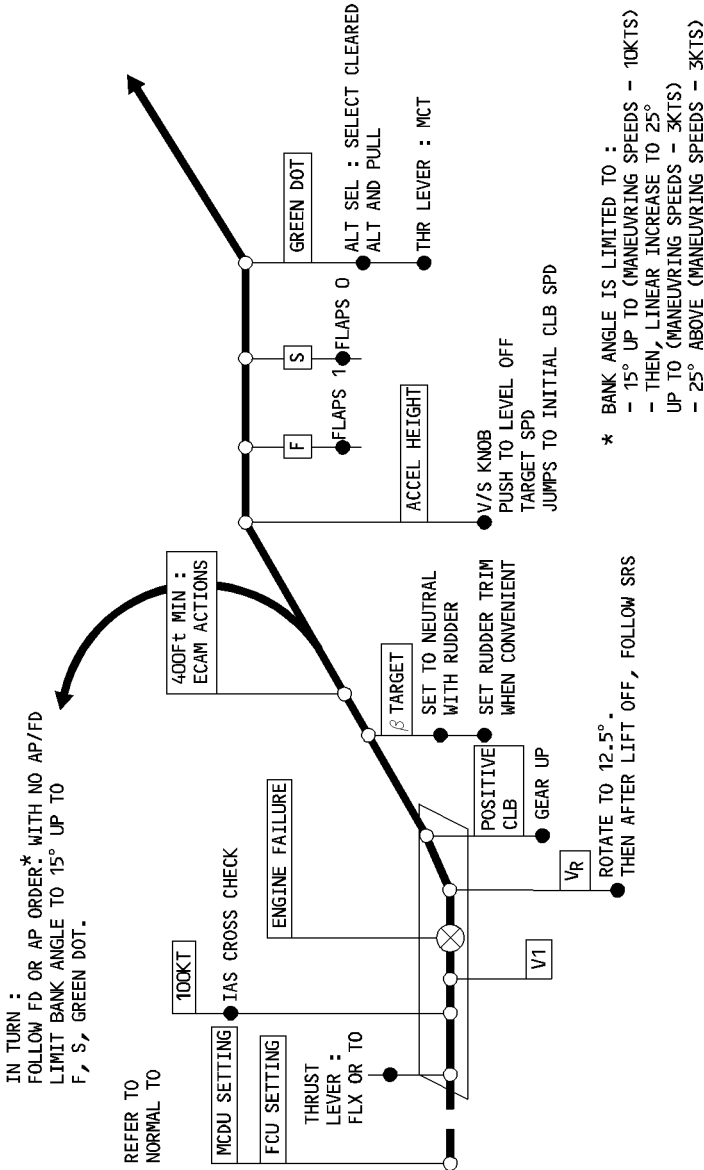 IN TURN :
FOLLOW FD OR AP ORDER.* WITH NO AP/FD
LIMIT BANK ANGLE TO 15° UP TO
F, S, GREEN DOT.
REFER TO
NORMAL TO
MCDU SETTING
FCU SETTING
THRUST
LEVER :
FLX OR TO
100KT
IAS CROSS CHECK
V1
ENGINE FAILURE
VR
ROTATE TO 12.5°.
THEN AFTER LIFT OFF, FOLLOW SRS
POSITIVE
CLB
GEAR UP
β TARGET
SET TO NEUTRAL
WITH RUDDER
SET RUDDER TRIM
WHEN CONVENIENT
400Ft MIN :
ECAM ACTIONS
ACCEL HEIGHT
V/S KNOB
PUSH TO LEVEL OFF
TARGET SPD
JUMPS TO INITIAL CLB SPD
F
FLAPS 1
S
FLAPS 0
GREEN DOT
ALT SEL : SELECT CLEARED
ALT AND PULL
THR LEVER : MCT
* BANK ANGLE IS LIMITED TO :
- 15° UP TO (MANEUVRING SPEEDS - 10KTS)
- THEN, LINEAR INCREASE TO 25°
UP TO (MANEUVRING SPEEDS - 3KTS)
- 25° ABOVE (MANEUVRING SPEEDS - 3KTS)